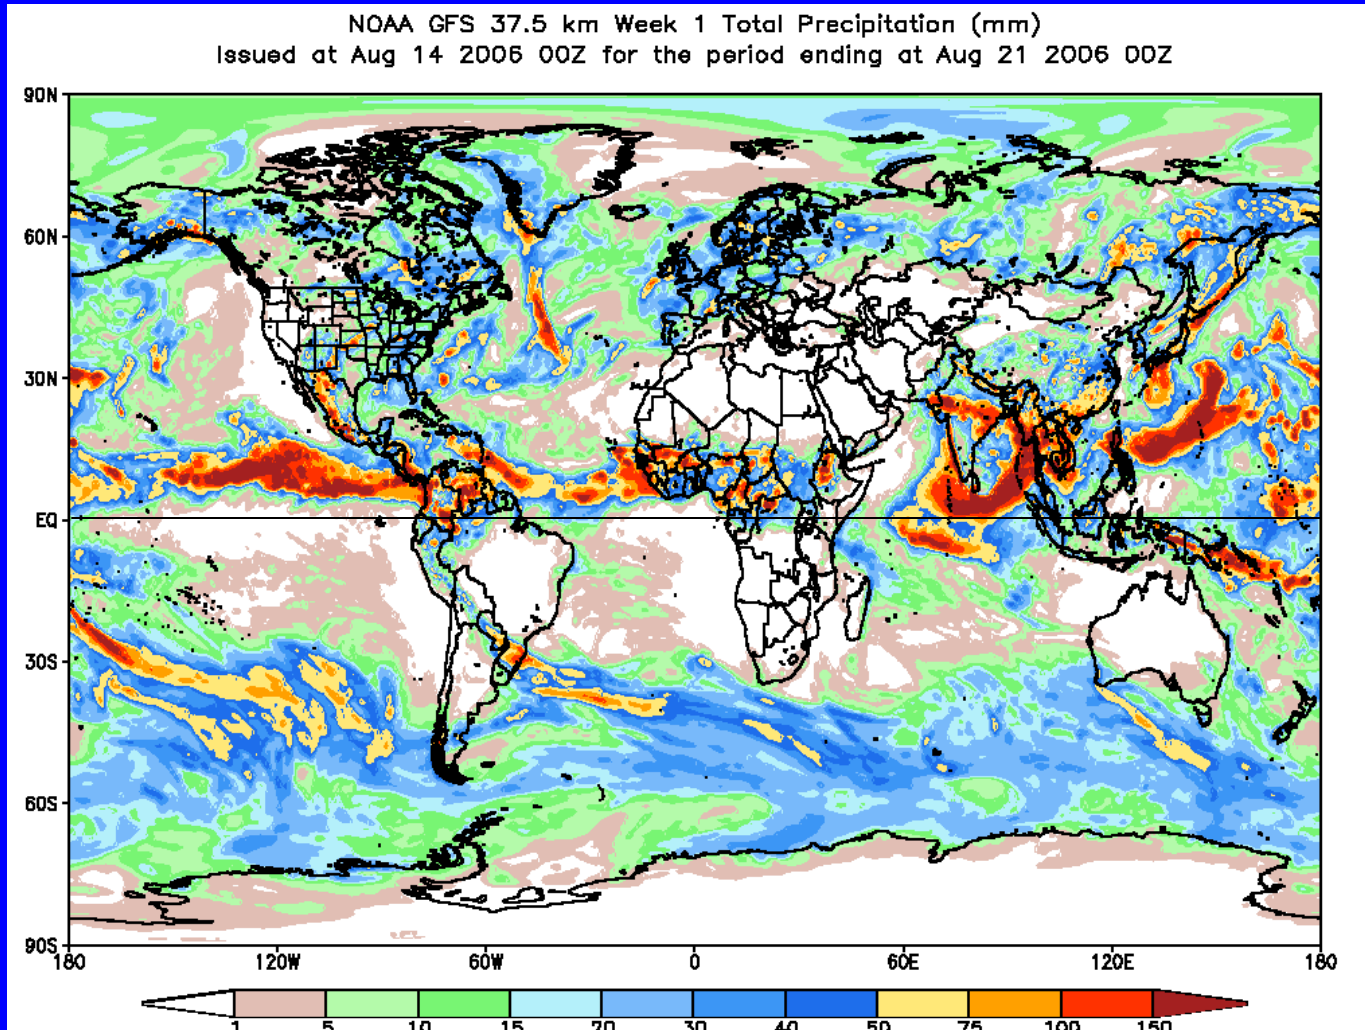 NOAA GFS 37.5 km Week 1 Total Precipitation (mm)
Issued at Aug 14 2006 00Z for the period ending at Aug 21 2006 00Z
90N
60N
30N
EQ
30S
60S
90S
180 120W 60W 0 60E 120E 180
1 5 10 15 20 30 40 50 75 100 150